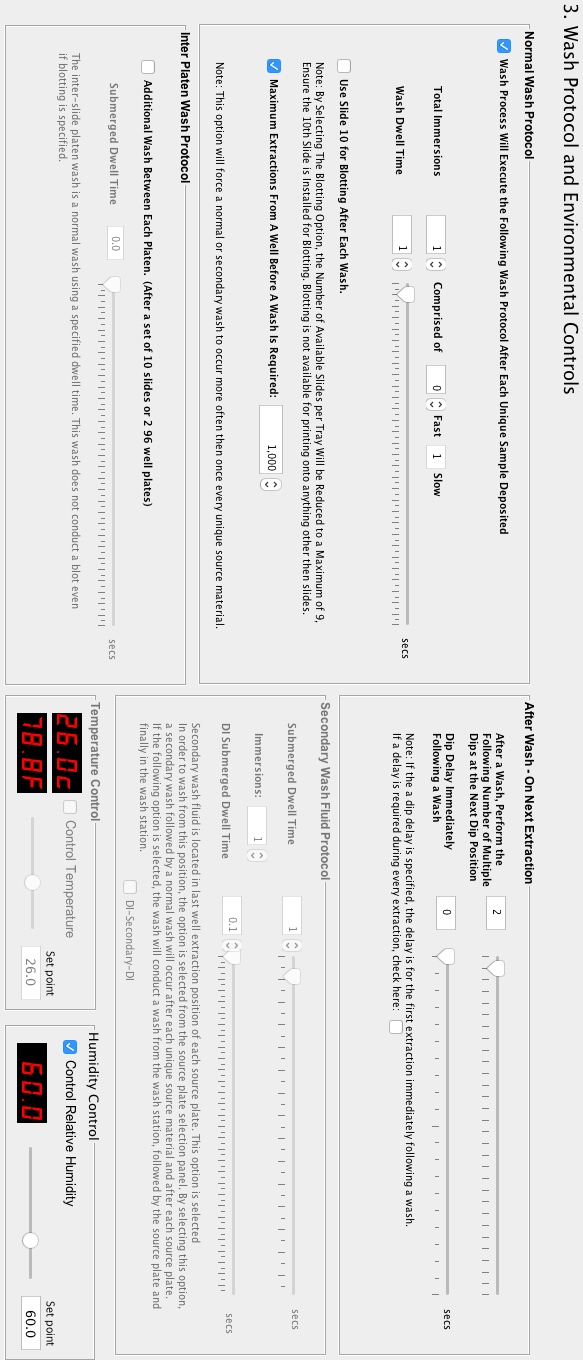 3. Wash Protocol and Environmental Controls
Normal Wash Protocol
Wash Process Will Execute the Following Wash Protocol After Each Unique Sample Deposited
Total Immersions 1 Comprised of 0 Fast 1 Slow
Wash Dwell Time 1 secs
Use Slide 10 for Blotting After Each Wash.
Note: By Selecting The Blotting Option, the Number of Available Slides per Tray Will be Reduced to a Maximum of 9,
Ensure the 10th Slide is Installed for Blotting. Blotting is not available for printing onto anything other then slides.
Maximum Extractions From A Well Before A Wash Is Required: 1,000
Note: This option will force a normal or secondary wash to occur more often then once every unique source material.
Inter Platen Wash Protocol
Additional Wash Between Each Platen. (After a set of 10 slides or 2 96 well plates)
Submerged Dwell Time 0.0 secs
The inter-slide platen wash is a normal wash using a specified dwell time. This wash does not conduct a blot even
if blotting is specified.
After Wash - On Next Extraction
After a Wash, Perform the
Following Number of Multiple
Dips at the Next Dip Position
2
Dip Delay Immediately
Following a Wash
0 secs
Note: If the a dip delay is specified, the delay is for the first extraction immediately following a wash.
If a delay is required during every extraction, check here:
Secondary Wash Fluid Protocol
Submerged Dwell Time 1 secs
Immersions: 1
DI Submerged Dwell Time 0.1 secs
Secondary wash fluid is located in last well extraction position of each source plate. This option is selected
In order to wash from this position, the option is selected from the source plate selection panel. By selecting this option,
a secondary wash followed by a normal wash will occur after each unique source material and after each source plate.
If the following option is selected, the wash will conduct a wash from the wash station, followed by the source plate and
finally in the wash station.
DI-Secondary-DI
Temperature Control
26.0c
78.8F
Control Temperature
Set point
26.0
Humidity Control
Control Relative Humidity
60.0
Set point
60.0